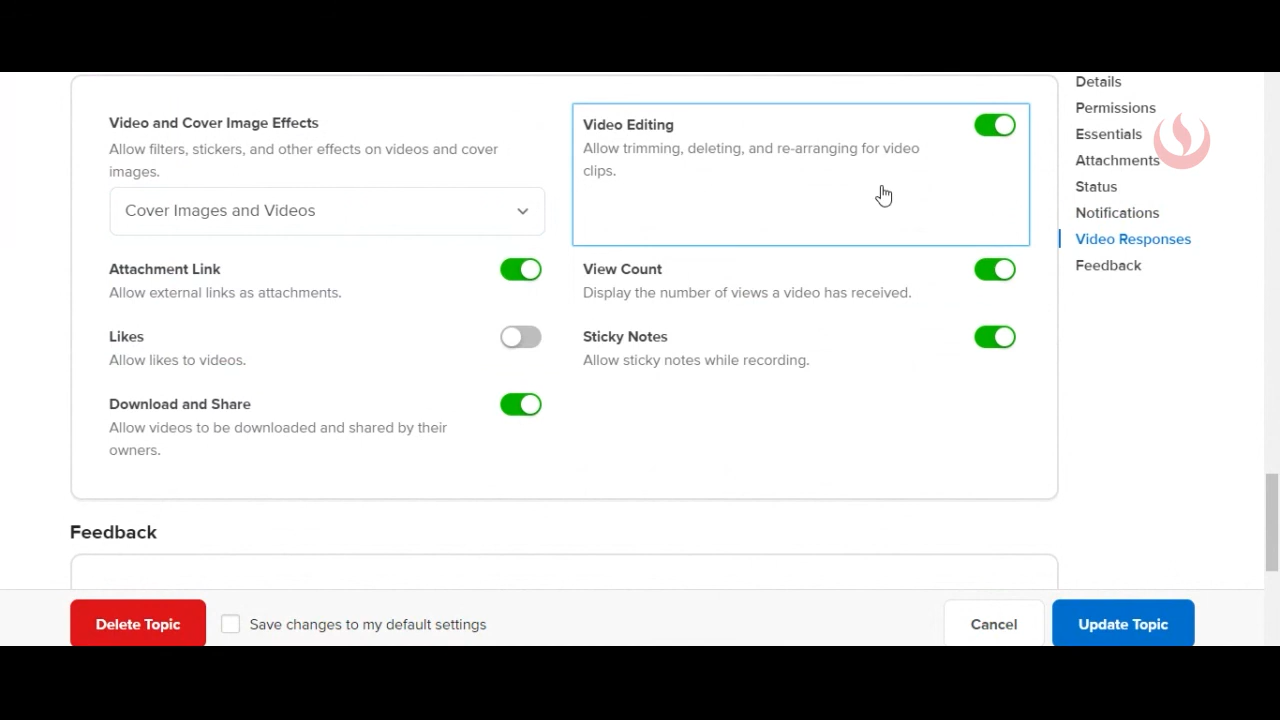 Video and Cover Image Effects
Allow filters, stickers, and other effects on videos and cover
images.
Cover Images and Videos
Video Editing
Allow trimming, deleting, and re-arranging for video
clips.
Attachment Link
Allow external links as attachments.
View Count
Display the number of views a video has received.
Likes
Allow likes to videos.
Sticky Notes
Allow sticky notes while recording.
Download and Share
Allow videos to be downloaded and shared by their
owners.
Feedback
Delete Topic
Save changes to my default settings
Cancel
Update Topic
Details
Permissions
Essentials
Attachments
Status
Notifications
Video Responses
Feedback